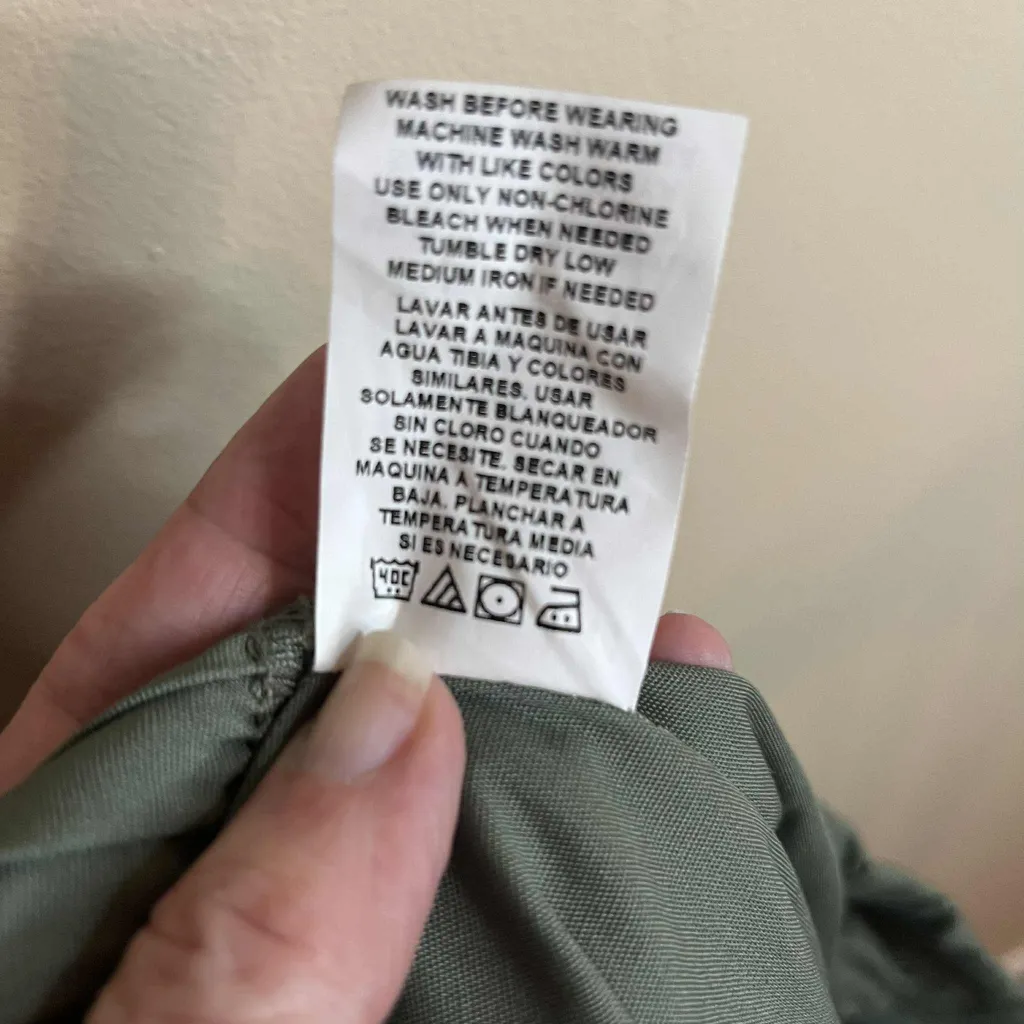 WASH BEFORE WEARING
MACHINE WASH WARM
WITH LIKE COLORS
USE ONLY NON-CHLORINE
BLEACH WHEN NEEDED
TUMBLE DRY LOW
MEDIUM IRON IF NEEDED
LAVAR ANTES DE USAR
LAVAR A MAQUINA CON
AGUA TIBIA Y COLORES
SIMILARES. USAR
SOLAMENTE BLANQUEADOR
SIN CLORO CUANDO
SE NECESITE. SECAR EN
MAQUINA A TEMPERATURA
BAJA. PLANCHAR A
TEMPERATURA MEDIA
SI ES NECESARIO
40C